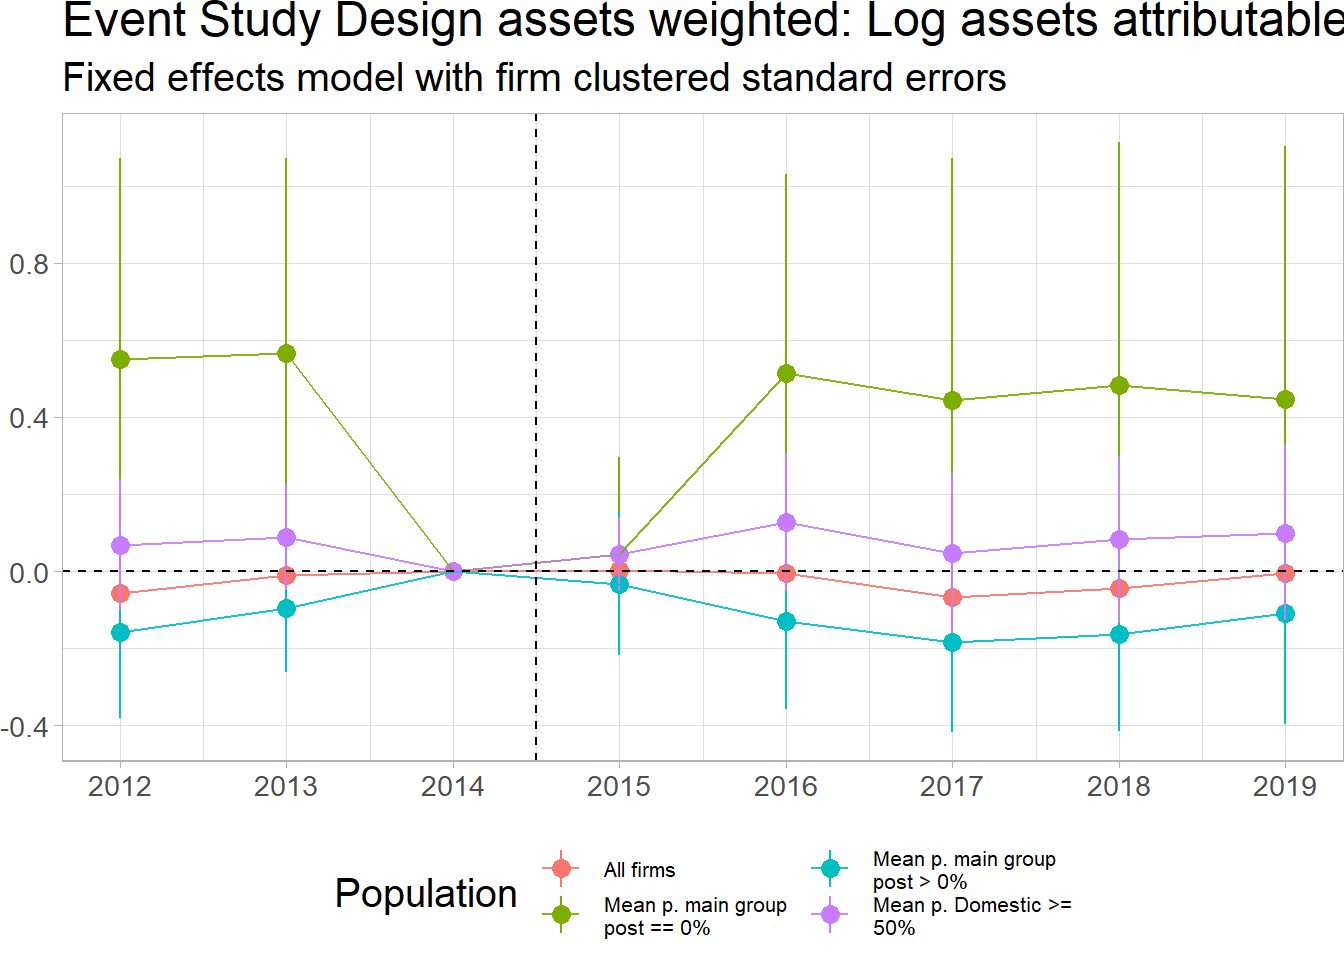 Event Study Design assets weighted: Log assets attributable
Fixed effects model with firm clustered standard errors
0.8
0.4
0.0
-0.4
2012 2013 2014 2015 2016 2017 2018 2019
Population
All firms
Mean p. main group
post == 0%
Mean p. main group
post > 0%
Mean p. Domestic >=
50%